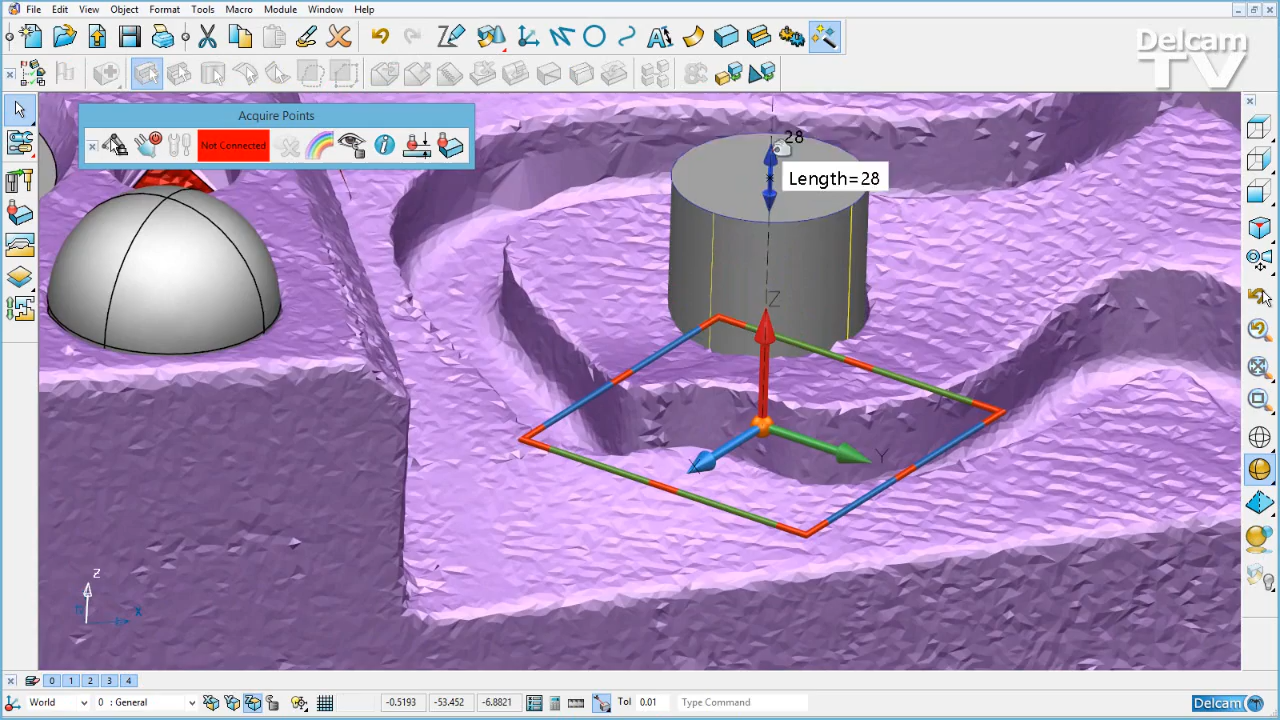 File Edit View Object Format Tools Macro Module Window Help
Delcam
TV
Acquire Points
Not Connected
28
Length=28
Z
Y
Z
X
0 1 2 3 4
World 0 : General -0.5193 -53.452 -6.8821 Tol 0.01 Type Command Delcam